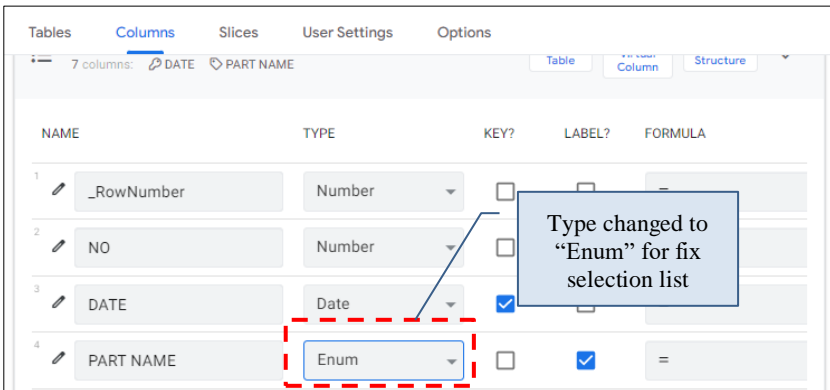 Tables Columns Slices User Settings Options
7 columns: DATE PART NAME Table Virtual Column Structure
NAME TYPE KEY? LABEL? FORMULA
1 _RowNumber Number =
2 NO Number
3 DATE Date
4 PART NAME Enum =
Type changed to
“Enum” for fix
selection list